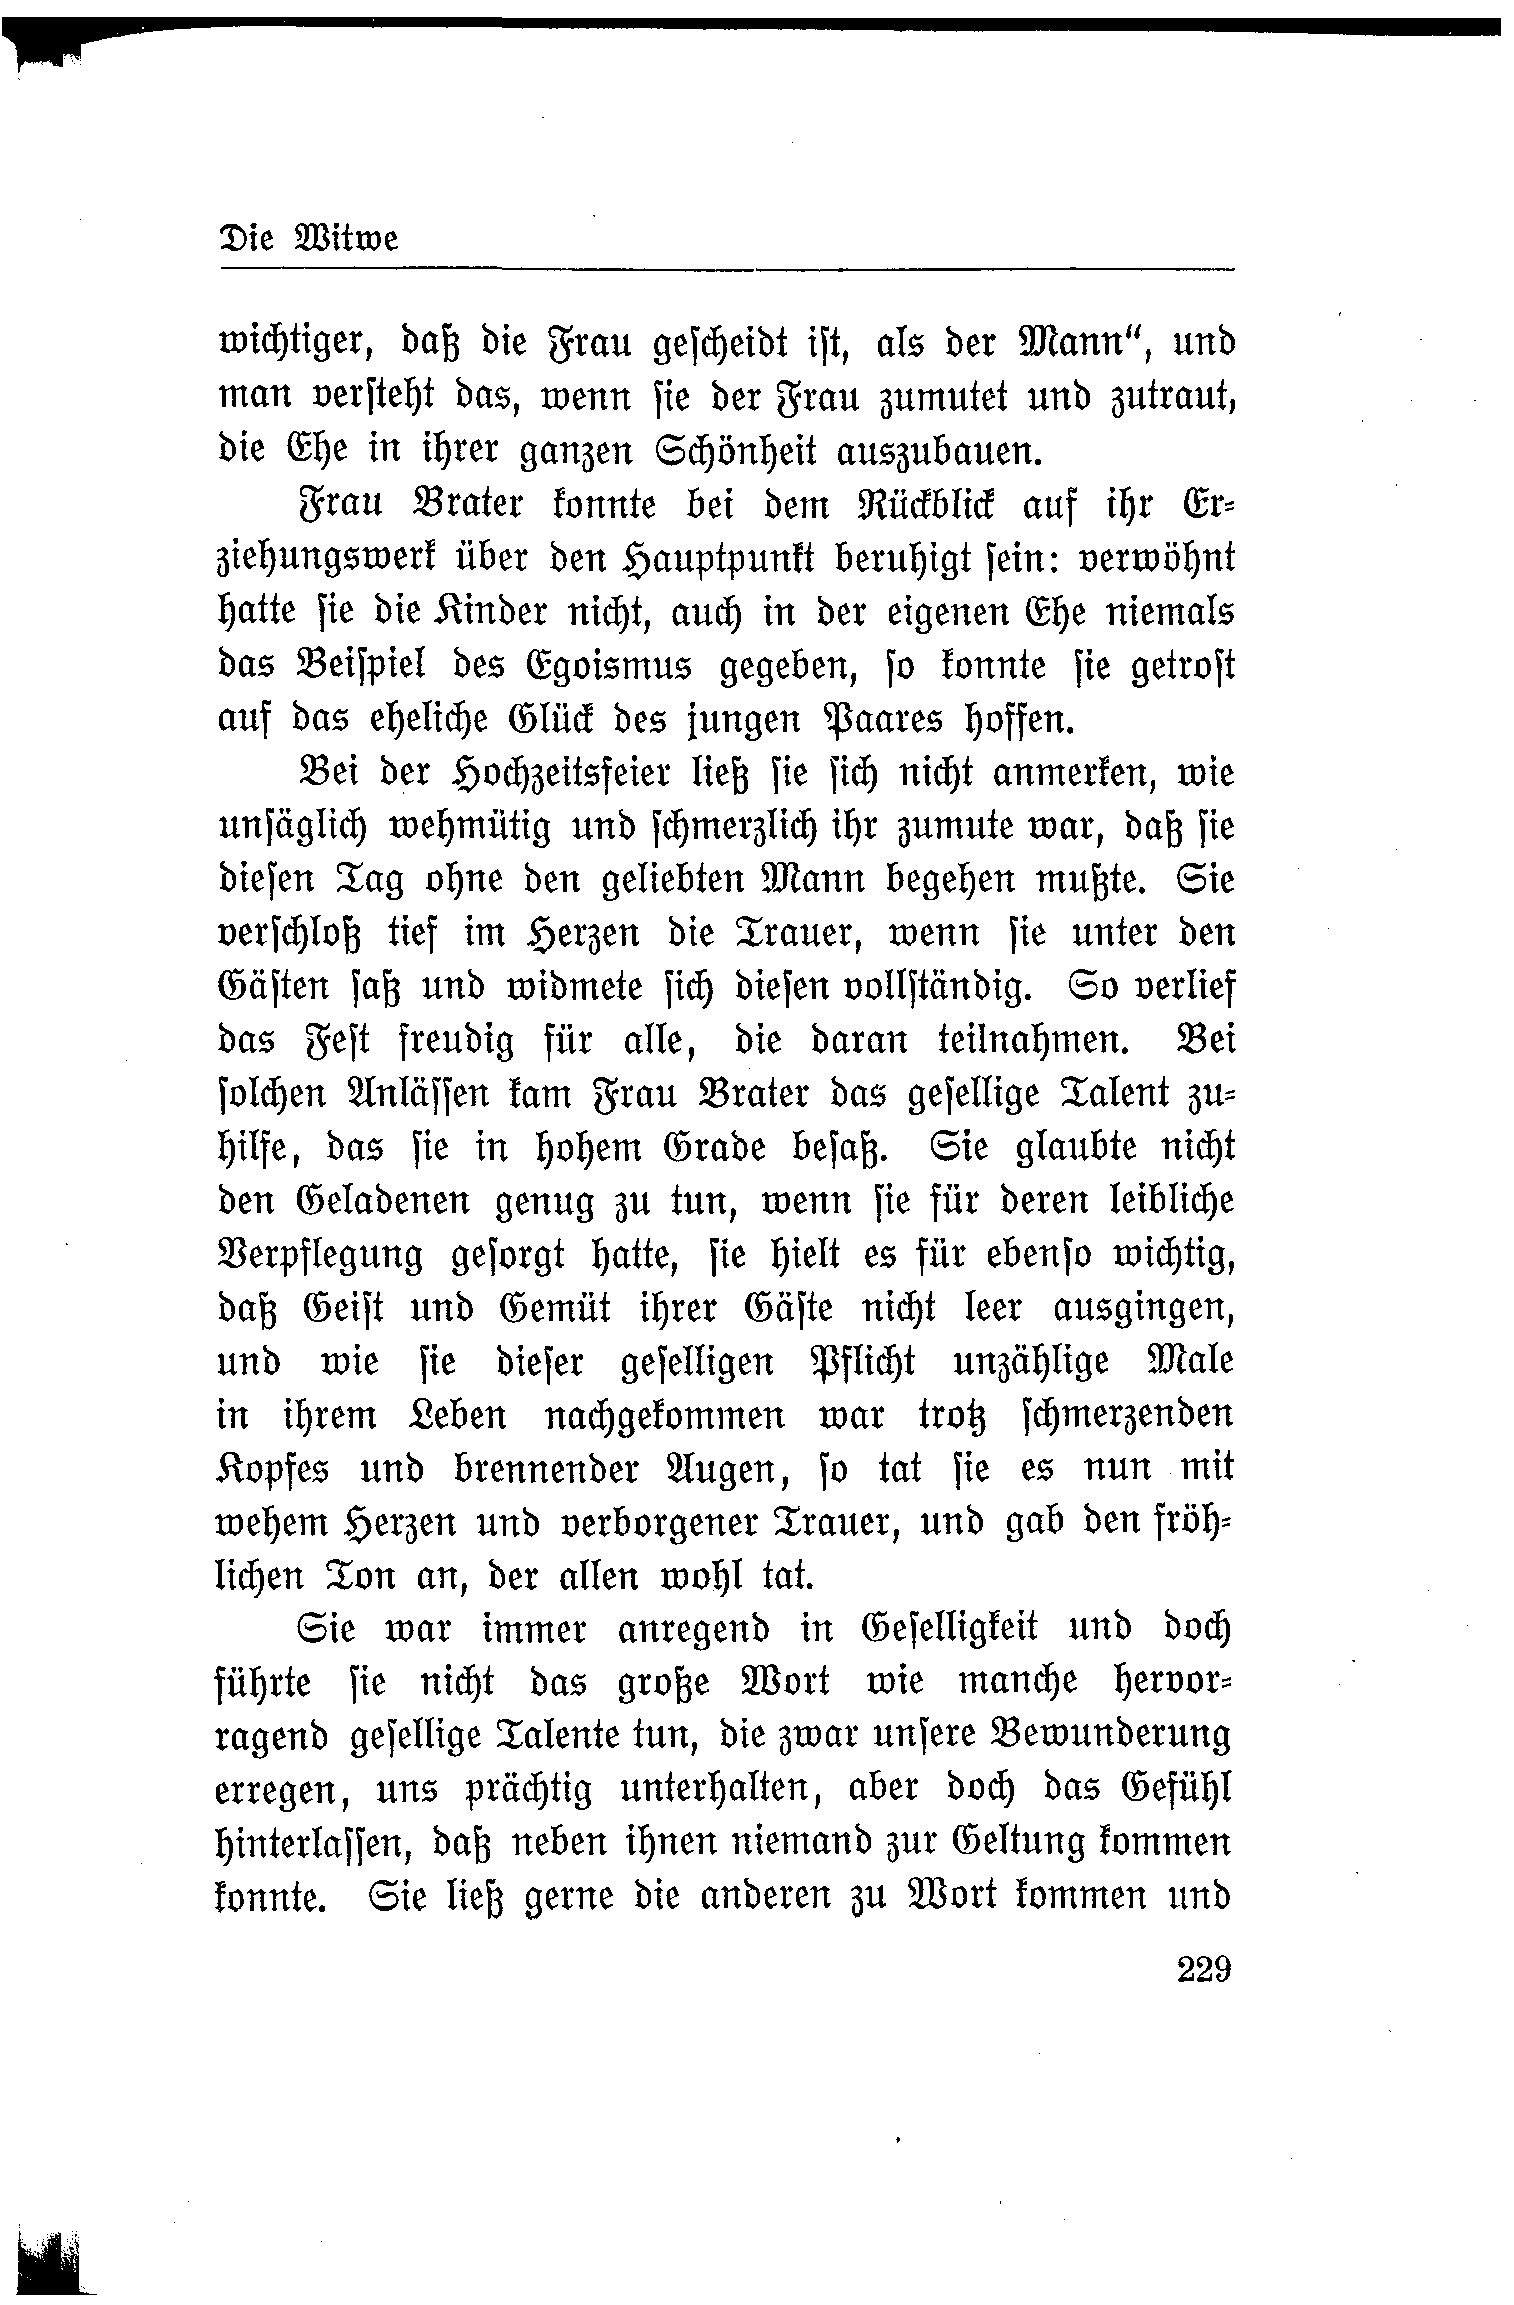 Die Witwe
wichtiger, daß die Frau gescheidt ist, als der Mann“, und
man versteht das, wenn sie der Frau zumutet und zutraut,
die Ehe in ihrer ganzen Schönheit auszubauen.
Frau Brater konnte bei dem Rückblick auf ihr Er-
ziehungswerk über den Hauptpunkt beruhigt sein: verwöhnt
hatte sie die Kinder nicht, auch in der eigenen Ehe niemals
das Beispiel des Egoismus gegeben, so konnte sie getrost
auf das eheliche Glück des jungen Paares hoffen.
Bei der Hochzeitsfeier ließ sie sich nicht anmerken, wie
unsäglich wehmütig und schmerzlich ihr zumute war, daß sie
diesen Tag ohne den geliebten Mann begehen mußte. Sie
verschloß tief im Herzen die Trauer, wenn sie unter den
Gästen saß und widmete sich diesen vollständig. So verlief
das Fest freudig für alle, die daran teilnahmen. Bei
solchen Anlässen kam Frau Brater das gesellige Talent zu-
hilfe, das sie in hohem Grade besaß. Sie glaubte nicht
den Geladenen genug zu tun, wenn sie für deren leibliche
Verpflegung gesorgt hatte, sie hielt es für ebenso wichtig,
daß Geist und Gemüt ihrer Gäste nicht leer ausgingen,
und wie sie dieser geselligen Pflicht unzählige Male
in ihrem Leben nachgekommen war trotz schmerzenden
Kopfes und brennender Augen, so tat sie es nun mit
wehem Herzen und verborgener Trauer, und gab den fröh-
lichen Ton an, der allen wohl tat.
Sie war immer anregend in Geselligkeit und doch
führte sie nicht das große Wort wie manche hervor-
ragend gesellige Talente tun, die zwar unsere Bewunderung
erregen, uns prächtig unterhalten, aber doch das Gefühl
hinterlassen, daß neben ihnen niemand zur Geltung kommen
konnte. Sie ließ gerne die anderen zu Wort kommen und
229